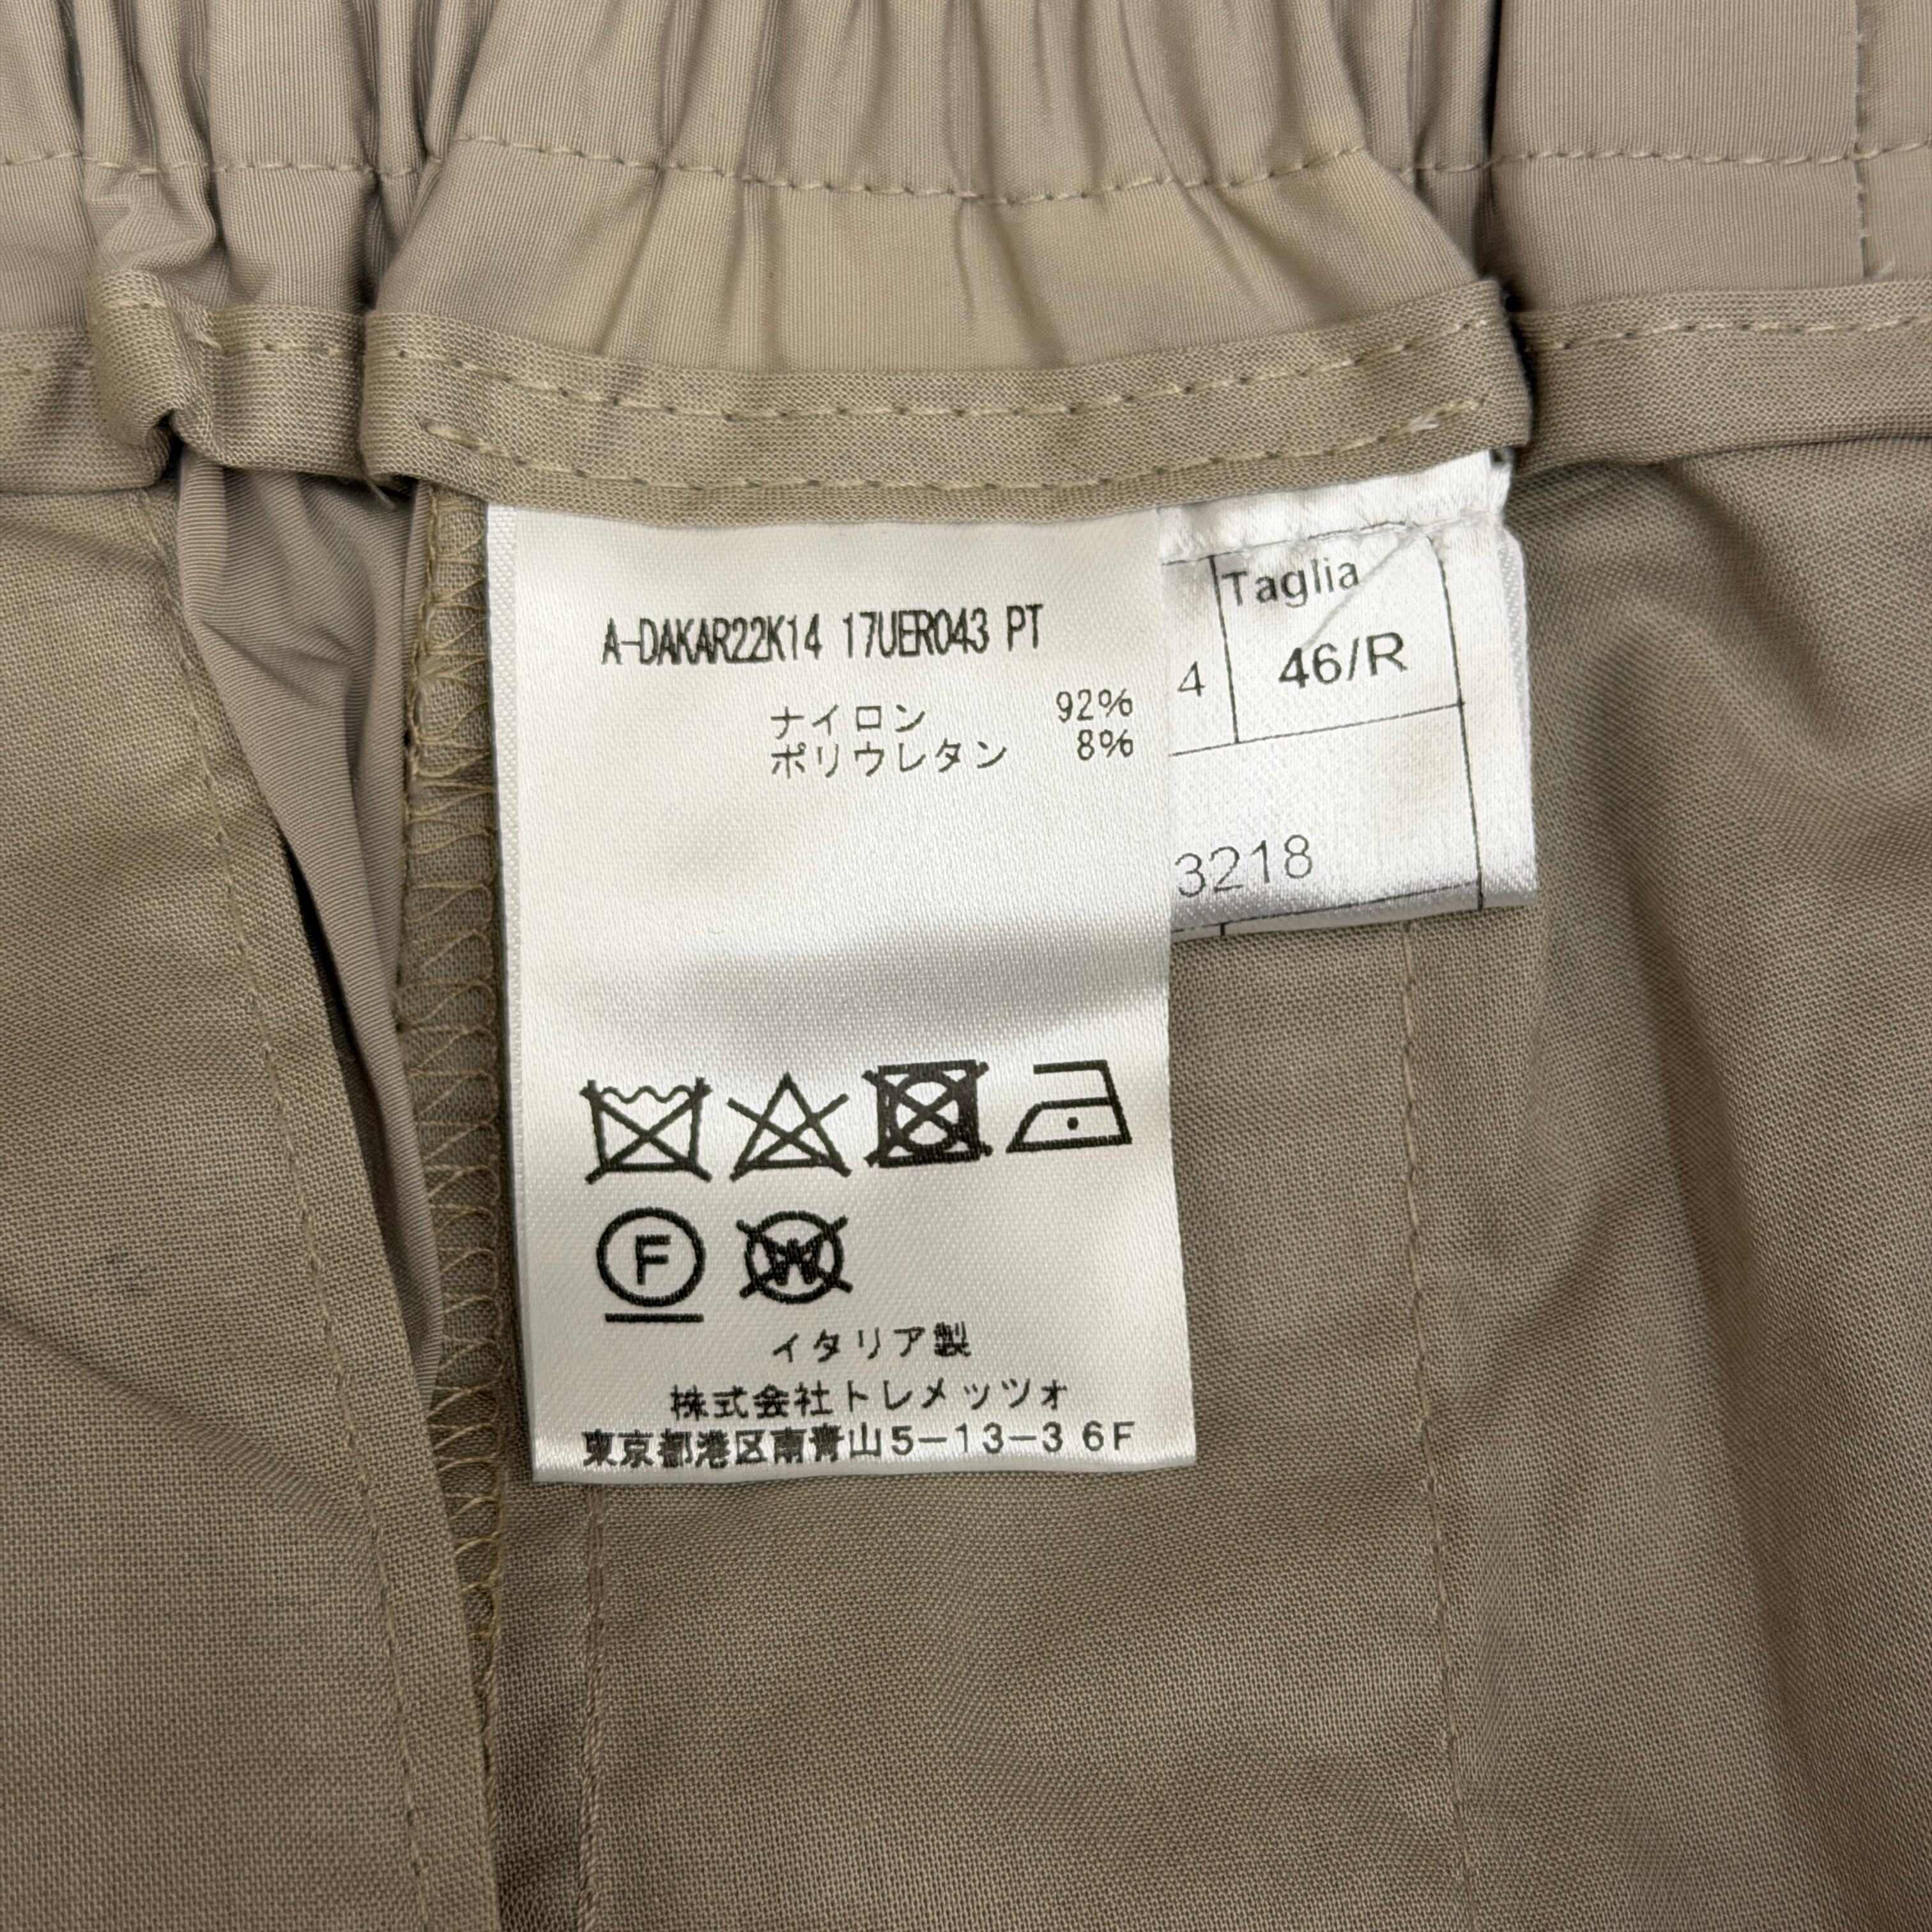 A-DAKAR22K14 17UER043 PT
ナイロン 92%
ポリウレタン 8%
F
W
イタリア製
株式会社トレメッツォ
東京都港区南青山5-13-3 6F
Taglia
4
46/R
3218